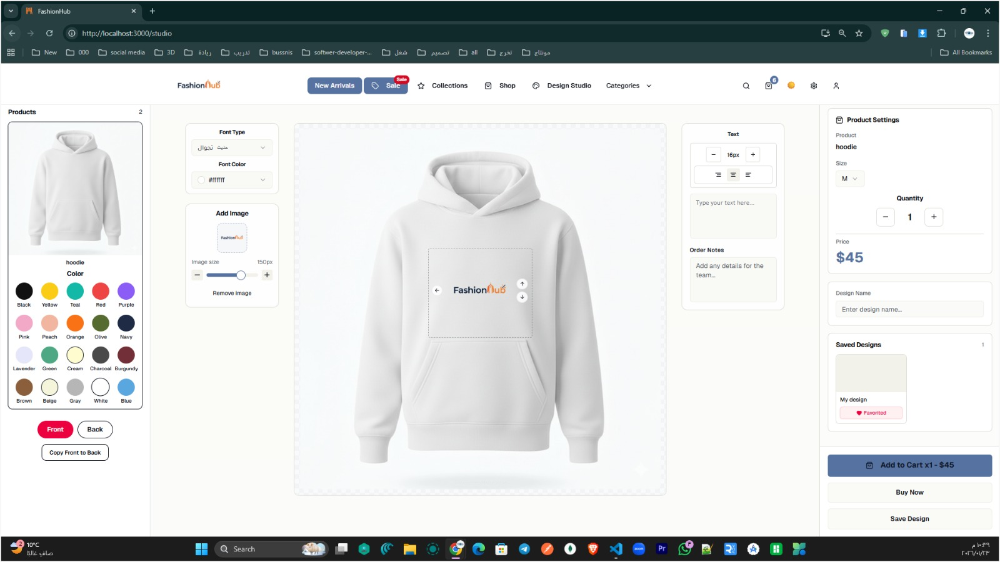 FashionHub
http://localhost:3000/studio
New
000
social media
3D
ريادة
تدريب
bussnis
softwer-developer-...
شغل
تصميم
all
تخرج
مونتاج
All Bookmarks
FashionHub
New Arrivals
Sale
Sale
Collections
Shop
Design Studio
Categories
6
Products
2
hoodie
Color
Black
Yellow
Teal
Red
Purple
Pink
Peach
Orange
Olive
Navy
Lavender
Green
Cream
Charcoal
Burgundy
Brown
Beige
Gray
White
Blue
Front
Back
Copy Front to Back
Font Type
تجوال حديث
Font Color
#ffffff
Add Image
FashionHub
Image size
150px
Remove image
FashionHub
Text
16px
Type your text here...
Order Notes
Add any details for the
team...
Product Settings
Product
hoodie
Size
M
Quantity
1
Price
$45
Design Name
Enter design name...
Saved Designs
1
My design
Favorited
Add to Cart x1 - $45
Buy Now
Save Design
2
10°C
صافي غالبًا
Search
zoom
Pr
٣
١٠:٣٩ م
٢٠٢٦/٠١/٢٣